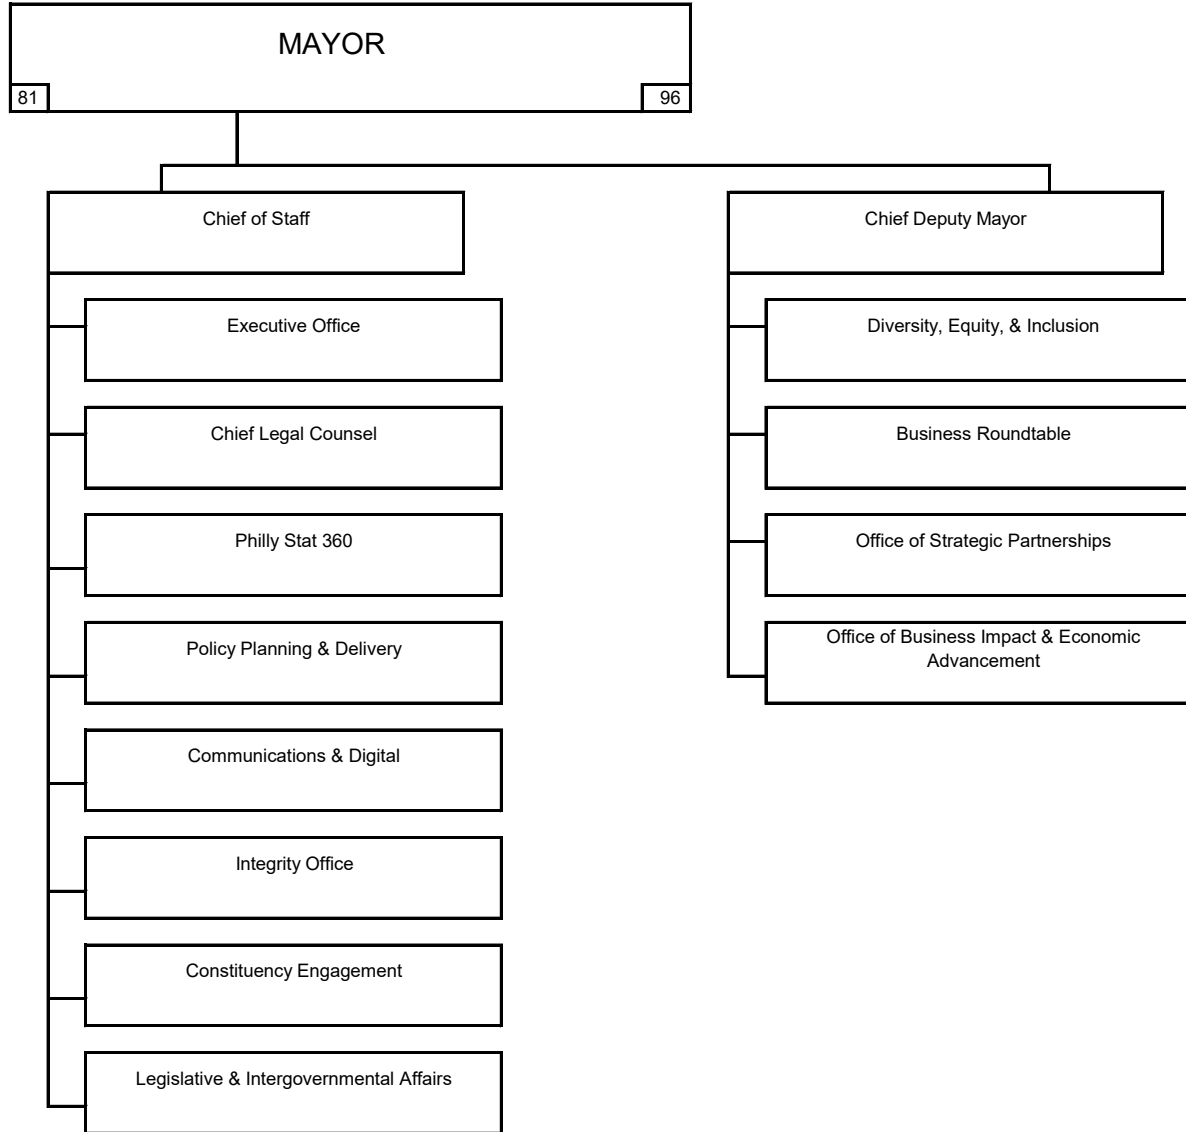 MAYOR
81
96
Chief of Staff
Executive Office
Chief Legal Counsel
Philly Stat 360
Policy Planning & Delivery
Communications & Digital
Integrity Office
Constituency Engagement
Legislative & Intergovernmental Affairs
Chief Deputy Mayor
Diversity, Equity, & Inclusion
Business Roundtable
Office of Strategic Partnerships
Office of Business Impact & Economic
Advancement